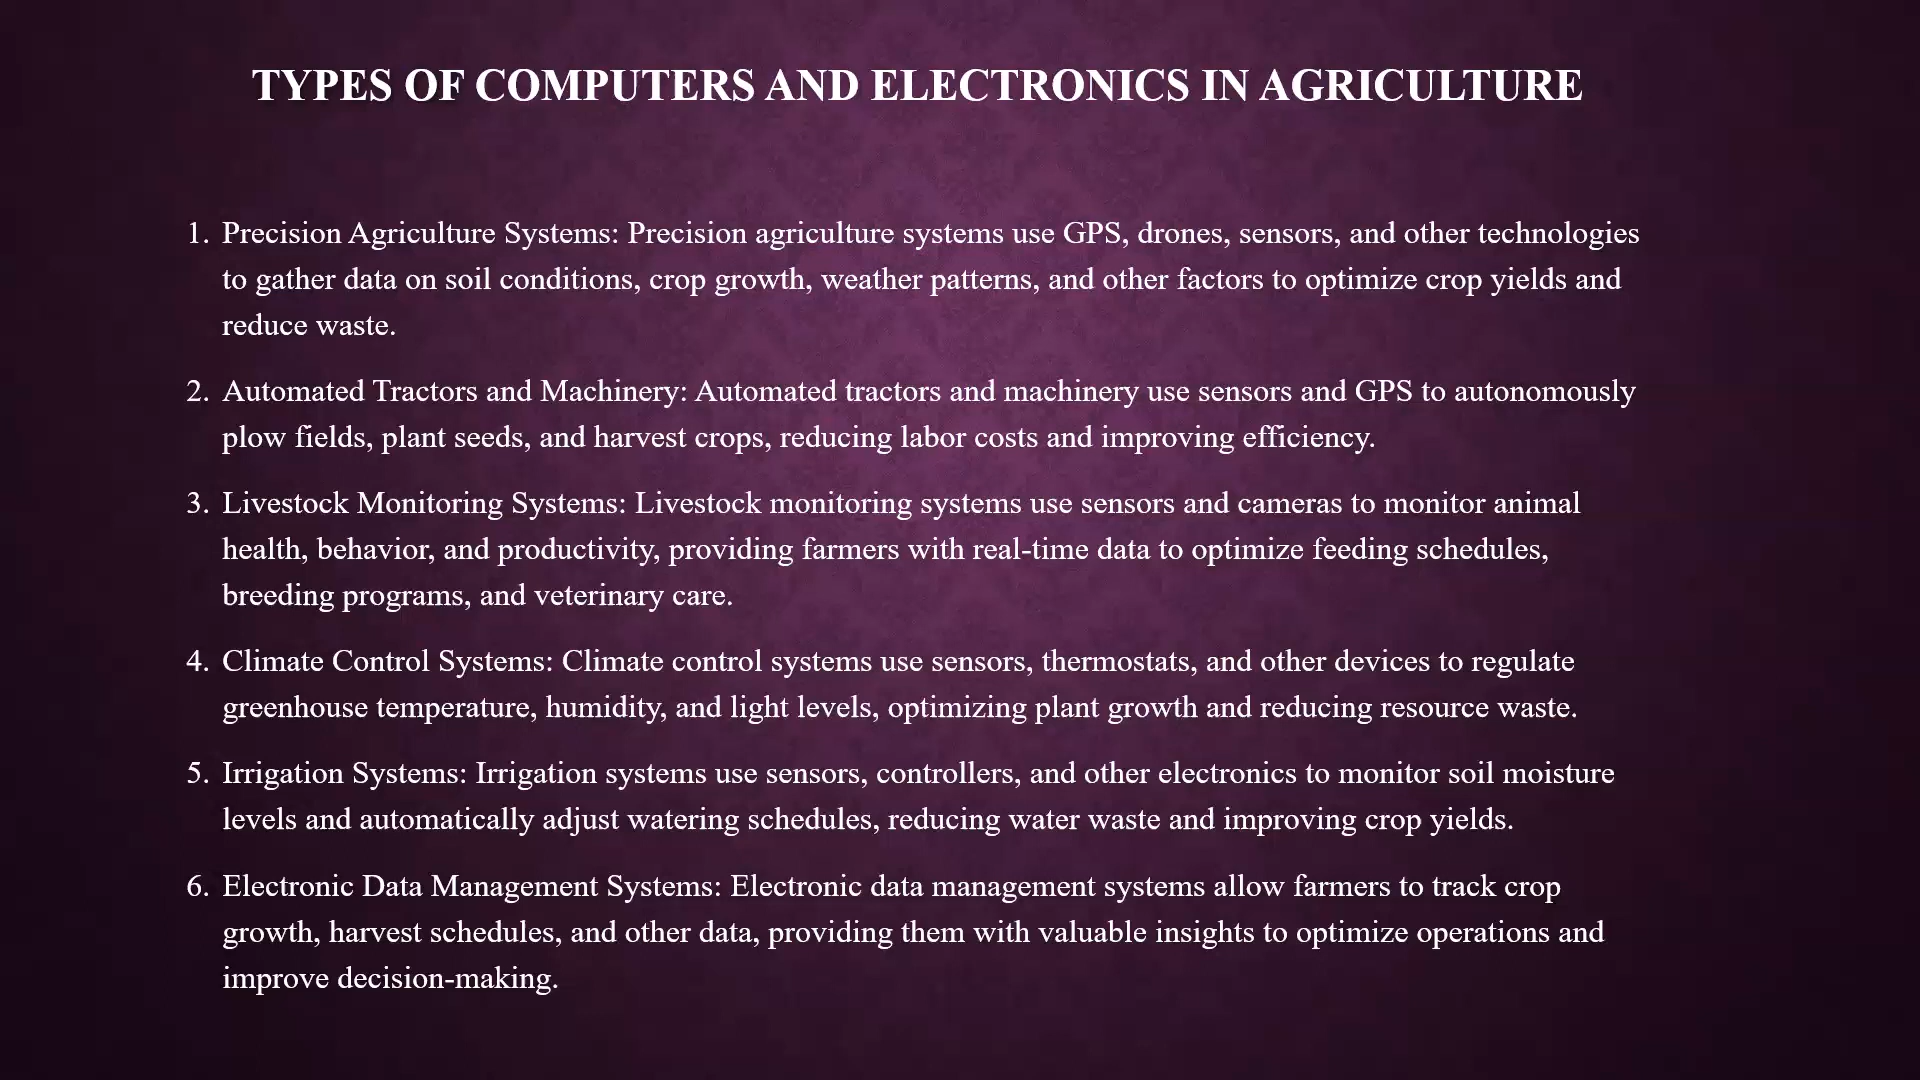 TYPES OF COMPUTERS AND ELECTRONICS IN AGRICULTURE
1. Precision Agriculture Systems: Precision agriculture systems use GPS, drones, sensors, and other technologies
to gather data on soil conditions, crop growth, weather patterns, and other factors to optimize crop yields and
reduce waste.
2. Automated Tractors and Machinery: Automated tractors and machinery use sensors and GPS to autonomously
plow fields, plant seeds, and harvest crops, reducing labor costs and improving efficiency.
3. Livestock Monitoring Systems: Livestock monitoring systems use sensors and cameras to monitor animal
health, behavior, and productivity, providing farmers with real-time data to optimize feeding schedules,
breeding programs, and veterinary care.
4. Climate Control Systems: Climate control systems use sensors, thermostats, and other devices to regulate
greenhouse temperature, humidity, and light levels, optimizing plant growth and reducing resource waste.
5. Irrigation Systems: Irrigation systems use sensors, controllers, and other electronics to monitor soil moisture
levels and automatically adjust watering schedules, reducing water waste and improving crop yields.
6. Electronic Data Management Systems: Electronic data management systems allow farmers to track crop
growth, harvest schedules, and other data, providing them with valuable insights to optimize operations and
improve decision-making.